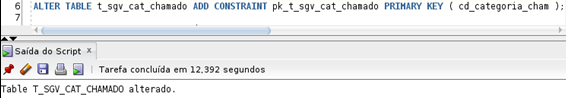 6 ALTER TABLE t_sgv_cat_chamado ADD CONSTRAINT pk_t_sgv_cat_chamado PRIMARY KEY ( cd_categoria_cham );
7
Saída do Script x
Tarefa concluída em 12,392 segundos
Table T_SGV_CAT_CHAMADO alterado.